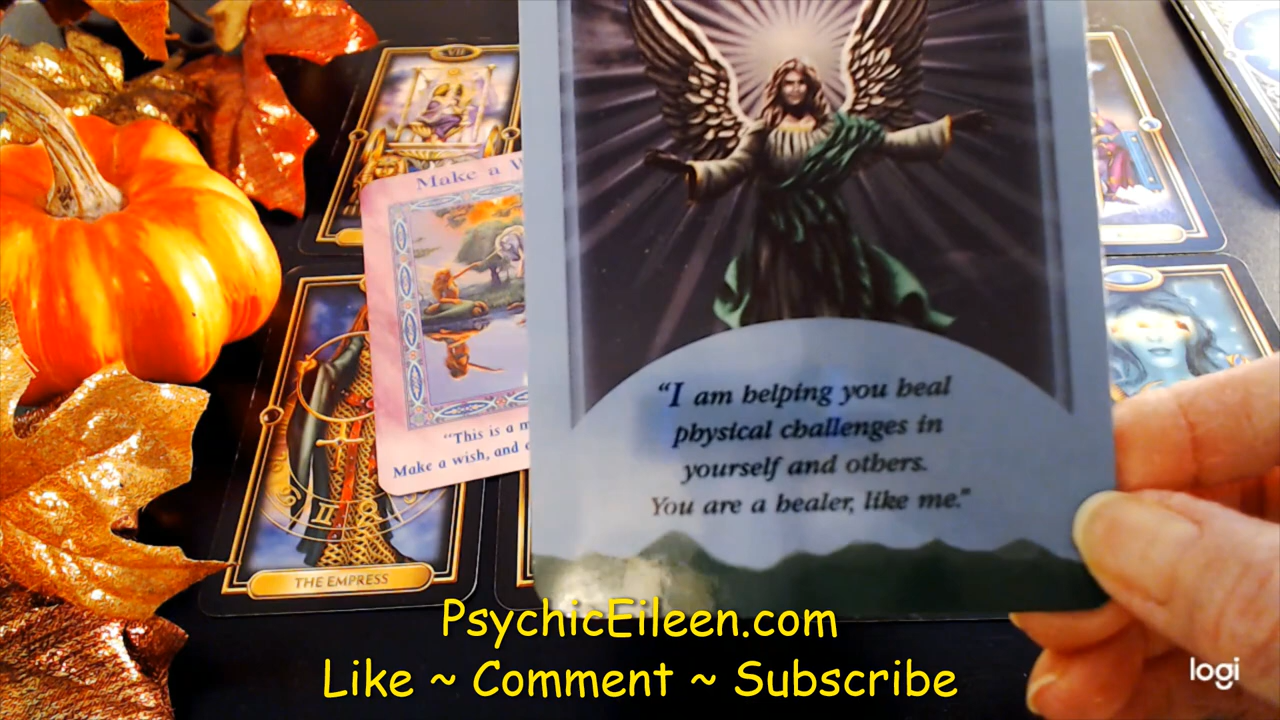 VII
Make a W
"This is a m
Make a wish, and
THE EMPRESS
"I am helping you heal
physical challenges in
yourself and others.
You are a healer, like me."
PsychicEileen.com
Like ~ Comment ~ Subscribe
logi